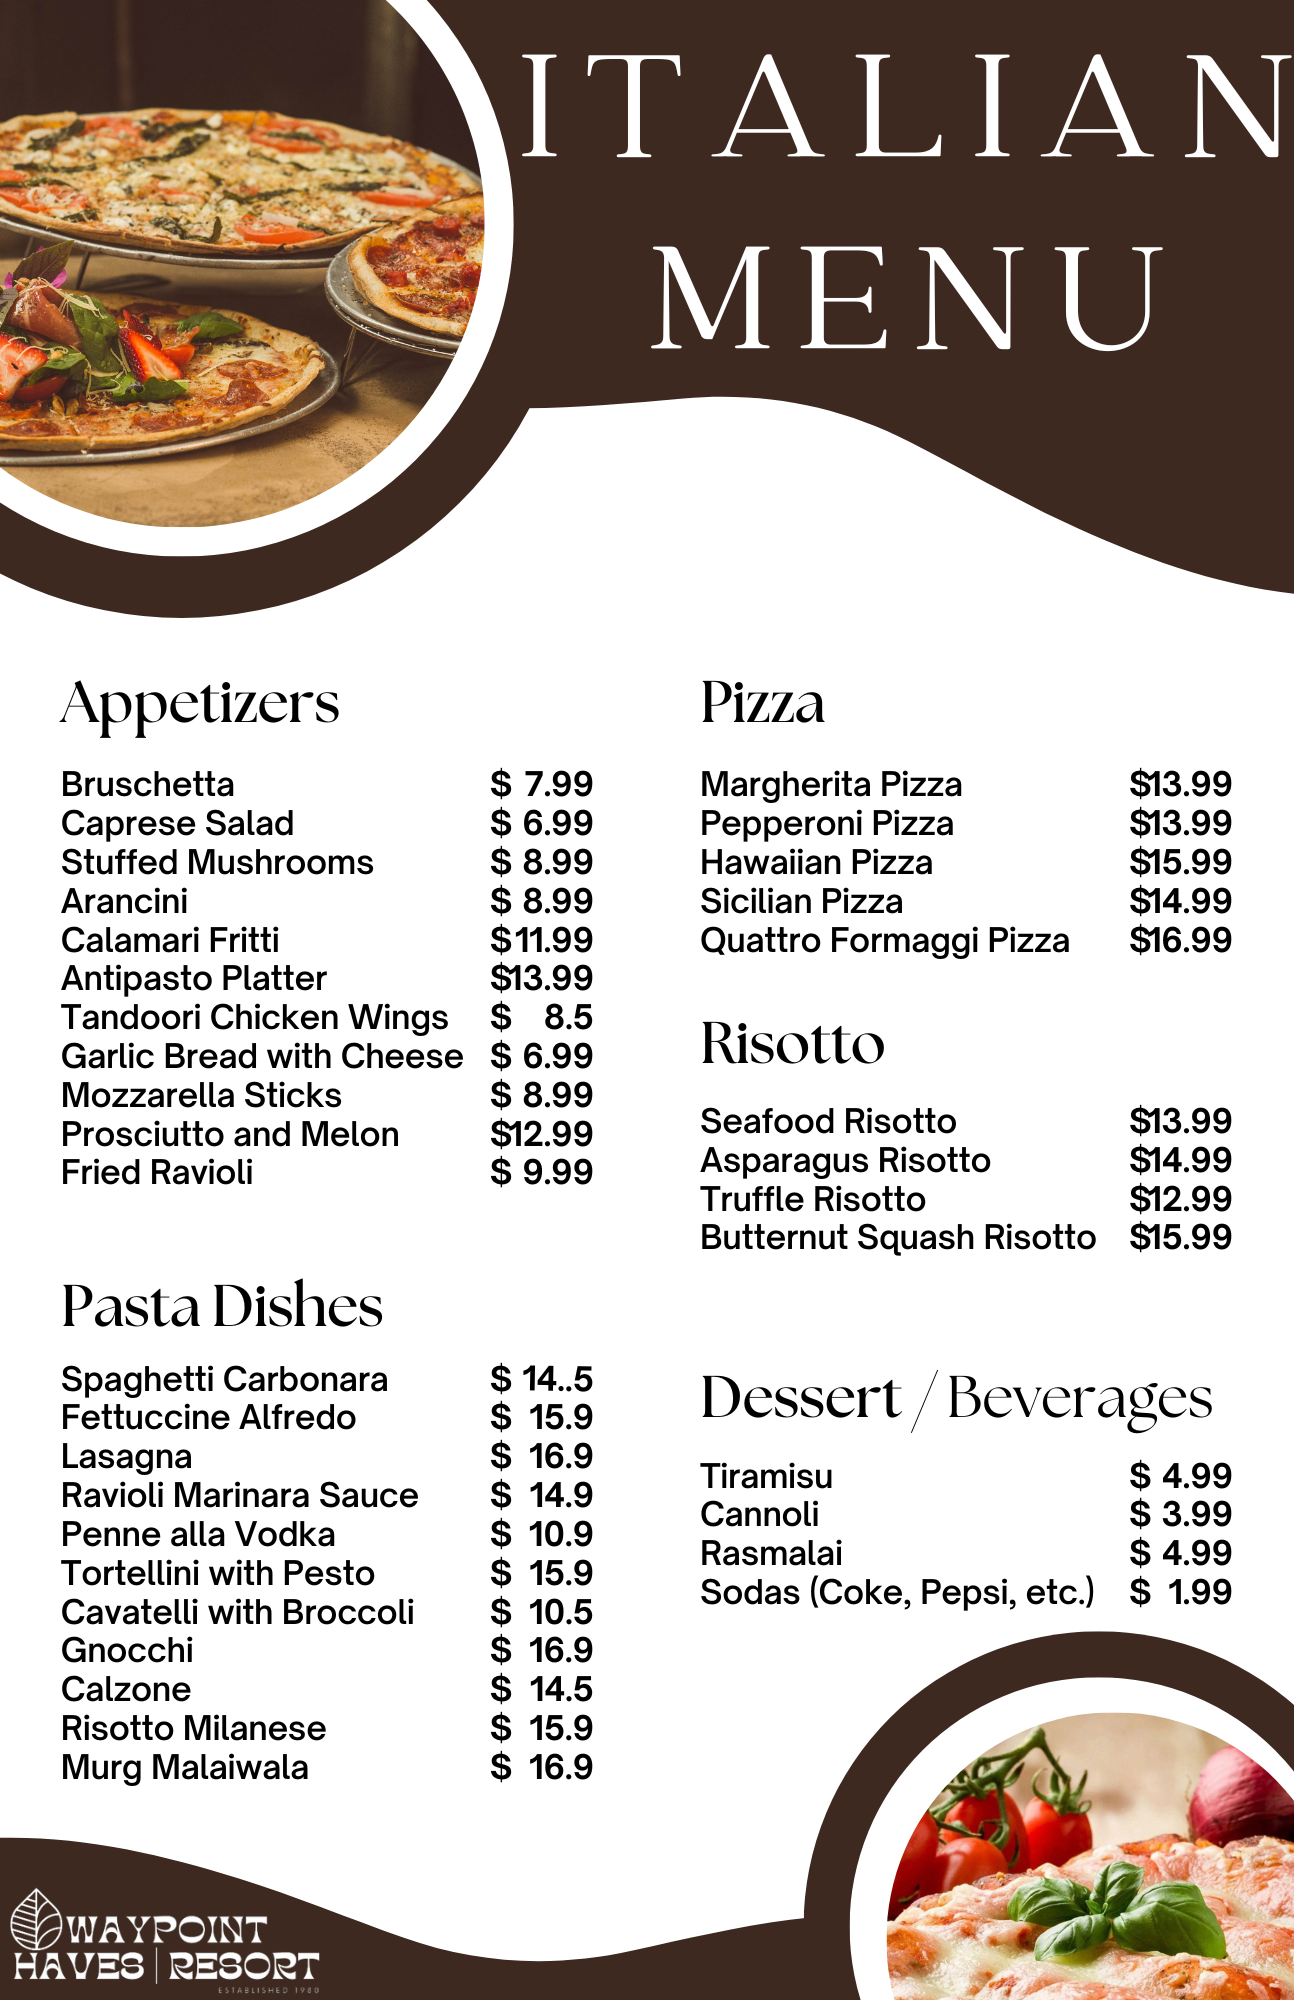 ITALIAN
MENU
Appetizers
Bruschetta $ 7.99
Caprese Salad $ 6.99
Stuffed Mushrooms $ 8.99
Arancini $ 8.99
Calamari Fritti $11.99
Antipasto Platter $13.99
Tandoori Chicken Wings $ 8.5
Garlic Bread with Cheese $ 6.99
Mozzarella Sticks $ 8.99
Prosciutto and Melon $12.99
Fried Ravioli $ 9.99
Pasta Dishes
Spaghetti Carbonara $ 14..5
Fettuccine Alfredo $ 15.9
Lasagna $ 16.9
Ravioli Marinara Sauce $ 14.9
Penne alla Vodka $ 10.9
Tortellini with Pesto $ 15.9
Cavatelli with Broccoli $ 10.5
Gnocchi $ 16.9
Calzone $ 14.5
Risotto Milanese $ 15.9
Murg Malaiwala $ 16.9
Pizza
Margherita Pizza $13.99
Pepperoni Pizza $13.99
Hawaiian Pizza $15.99
Sicilian Pizza $14.99
Quattro Formaggi Pizza $16.99
Risotto
Seafood Risotto $13.99
Asparagus Risotto $14.99
Truffle Risotto $12.99
Butternut Squash Risotto $15.99
Dessert / Beverages
Tiramisu $ 4.99
Cannoli $ 3.99
Rasmalai $ 4.99
Sodas (Coke, Pepsi, etc.) $ 1.99
WAYPOINT
HAVES | RESORT
ESTABLISHED 1980